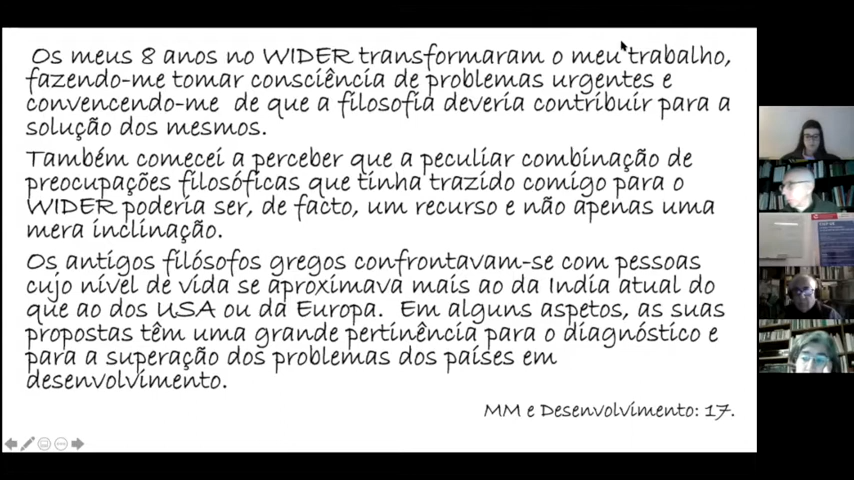 Os meus 8 anos no WIDER transformaram o meu trabalho,
fazendo-me tomar consciência de problemas urgentes e
convencendo-me de que a filosofia deveria contribuir para a
solução dos mesmos.
Também comecei a perceber que a peculiar combinação de
preocupações filosóficas que tinha trazido comigo para o
WIDER poderia ser, de facto, um recurso e não apenas uma
mera inclinação.
Os antigos filósofos gregos confrontavam-se com pessoas
cujo nível de vida se aproximava mais ao da Índia atual do
que ao dos USA ou da Europa. Em alguns aspetos, as suas
propostas têm uma grande pertinência para o diagnóstico e
para a superação dos problemas dos países em
desenvolvimento.
MM e Desenvolvimento: 17.